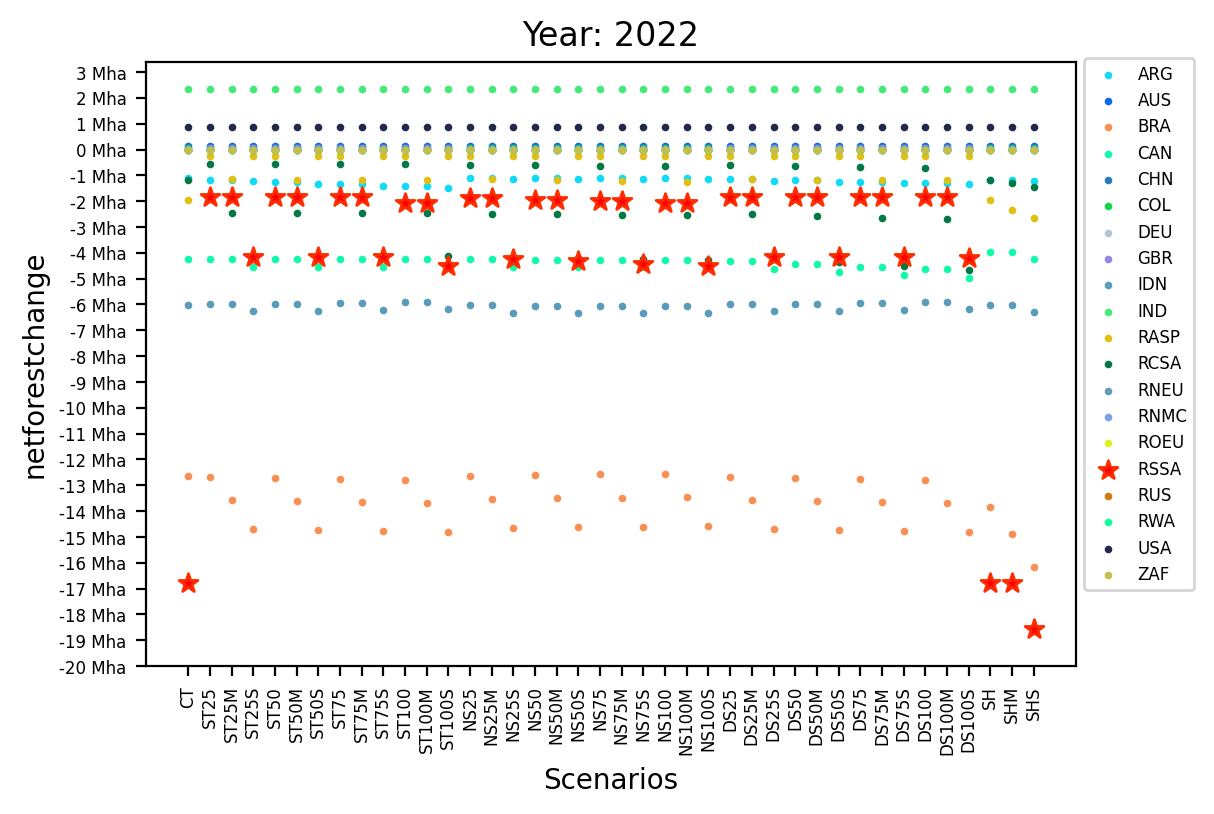 Year: 2022
netforestchange
3 Mha
2 Mha
1 Mha
0 Mha
-1 Mha
-2 Mha
-3 Mha
-4 Mha
-5 Mha
-6 Mha
-7 Mha
-8 Mha
-9 Mha
-10 Mha
-11 Mha
-12 Mha
-13 Mha
-14 Mha
-15 Mha
-16 Mha
-17 Mha
-18 Mha
-19 Mha
-20 Mha
CT
ST25
ST25M
ST25S
ST50
ST50M
ST50S
ST75
ST75M
ST75S
ST100
ST100M
ST100S
NS25
NS25M
NS25S
NS50
NS50M
NS50S
NS75
NS75M
NS75S
NS100
NS100M
NS100S
DS25
DS25M
DS25S
DS50
DS50M
DS50S
DS75
DS75M
DS75S
DS100
DS100M
DS100S
SH
SHM
SHS
Scenarios
ARG
AUS
BRA
CAN
CHN
COL
DEU
GBR
IDN
IND
RASP
RCSA
RNEU
RNMC
ROEU
RSSA
RUS
RWA
USA
ZAF